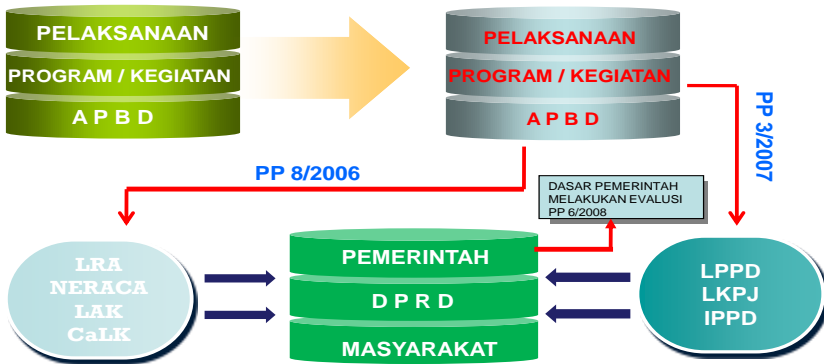 PELAKSANAAN
PROGRAM / KEGIATAN
A P B D
PELAKSANAAN
PROGRAM / KEGIATAN
A P B D
PP 3/2007
PP 8/2006
DASAR PEMERINTAH
MELAKUKAN EVALUSI
PP 6/2008
LRA
NERACA
LAK
CaLK
PEMERINTAH
D P R D
MASYARAKAT
LPPD
LKPJ
IPPD